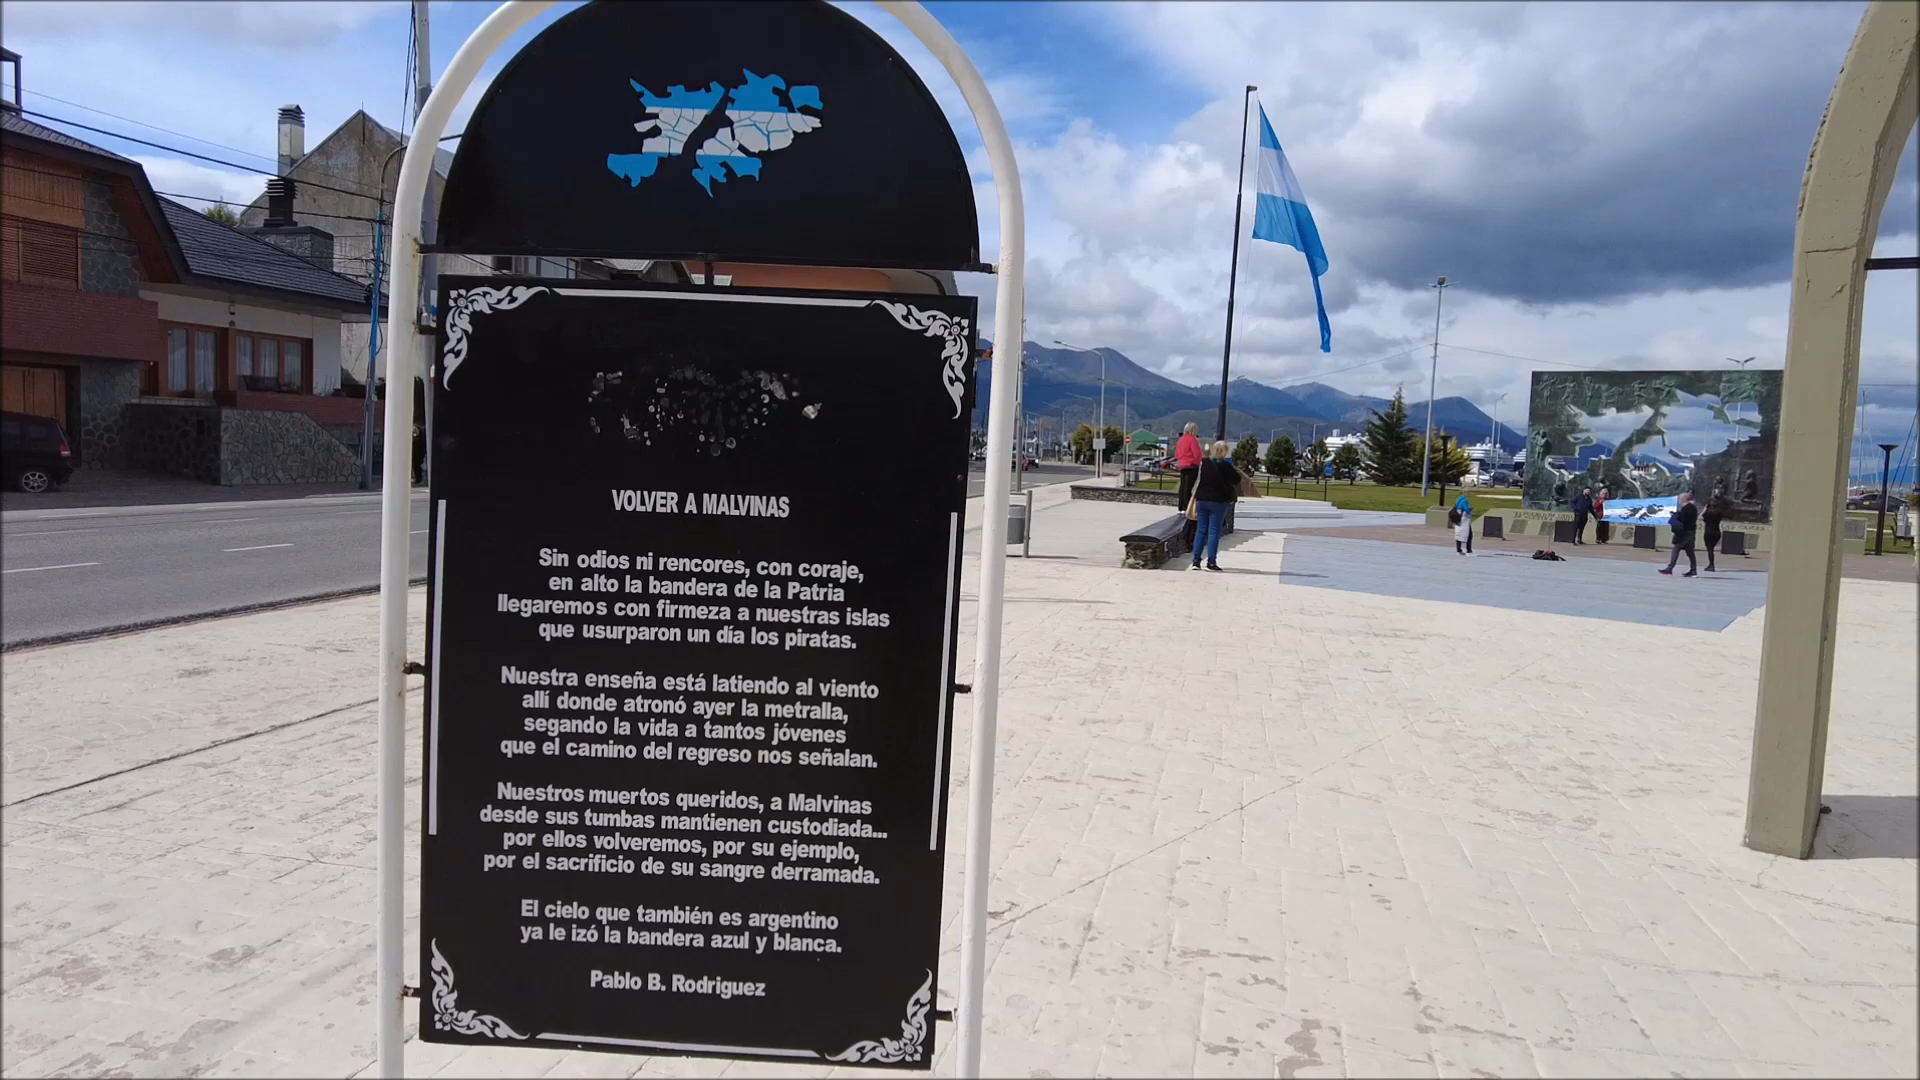 VOLVER A MALVINAS
Sin odios ni rencores, con coraje,
en alto la bandera de la Patria
llegaremos con firmeza a nuestras islas
que usurparon un día los piratas.
Nuestra enseña está latiendo al viento
allí donde atronó ayer la metralla,
segando la vida a tantos jóvenes
que el camino del regreso nos señalan.
Nuestros muertos queridos, a Malvinas
desde sus tumbas mantienen custodiada...
por ellos volveremos, por su ejemplo,
por el sacrificio de su sangre derramada.
El cielo que también es argentino
ya le izó la bandera azul y blanca.
Pablo B. Rodriguez